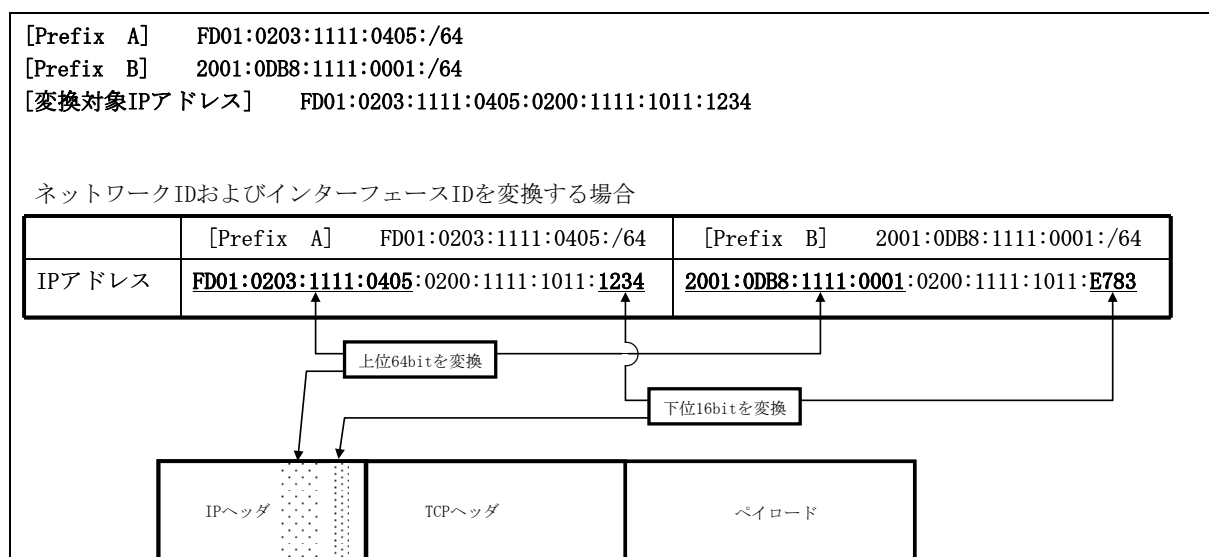 [Prefix A] FD01:0203:1111:0405:/64
[Prefix B] 2001:0DB8:1111:0001:/64
[変換対象IPアドレス] FD01:0203:1111:0405:0200:1111:1011:1234
ネットワークIDおよびインターフェースIDを変換する場合
[Prefix A] FD01:0203:1111:0405:/64 [Prefix B] 2001:0DB8:1111:0001:/64
IPアドレス FD01:0203:1111:0405:0200:1111:1011:1234 2001:0DB8:1111:0001:0200:1111:1011:E783
上位64bitを変換
下位16bitを変換
IPヘッダ TCPヘッダ ペイロード